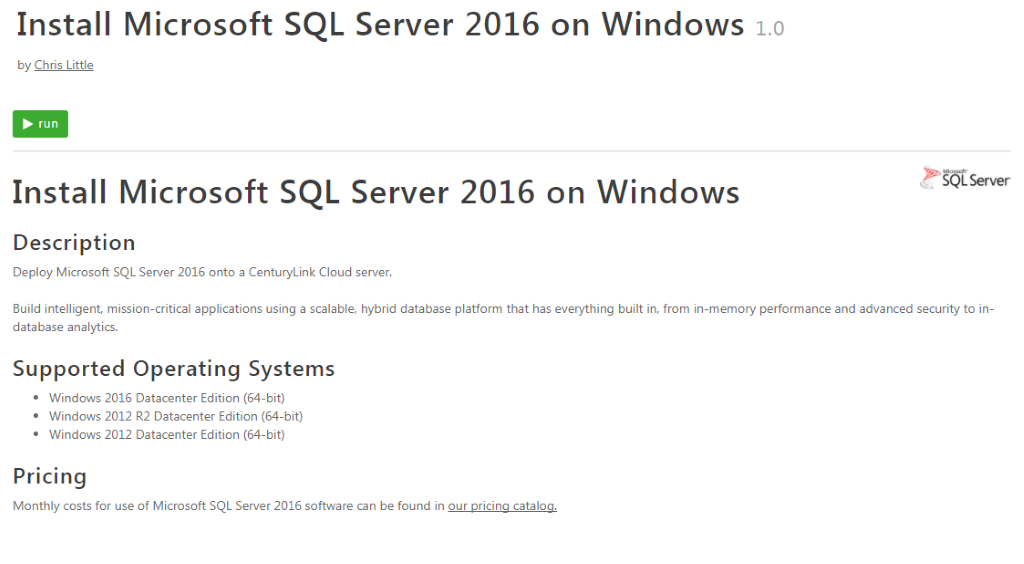 Install Microsoft SQL Server 2016 on Windows 1.0
by Chris Little
run
Microsoft
SQL Server
Install Microsoft SQL Server 2016 on Windows
Description
Deploy Microsoft SQL Server 2016 onto a CenturyLink Cloud server.
Build intelligent, mission-critical applications using a scalable, hybrid database platform that has everything built in, from in-memory performance and advanced security to in-
database analytics.
Supported Operating Systems
• Windows 2016 Datacenter Edition (64-bit)
• Windows 2012 R2 Datacenter Edition (64-bit)
• Windows 2012 Datacenter Edition (64-bit)
Pricing
Monthly costs for use of Microsoft SQL Server 2016 software can be found in our pricing catalog.